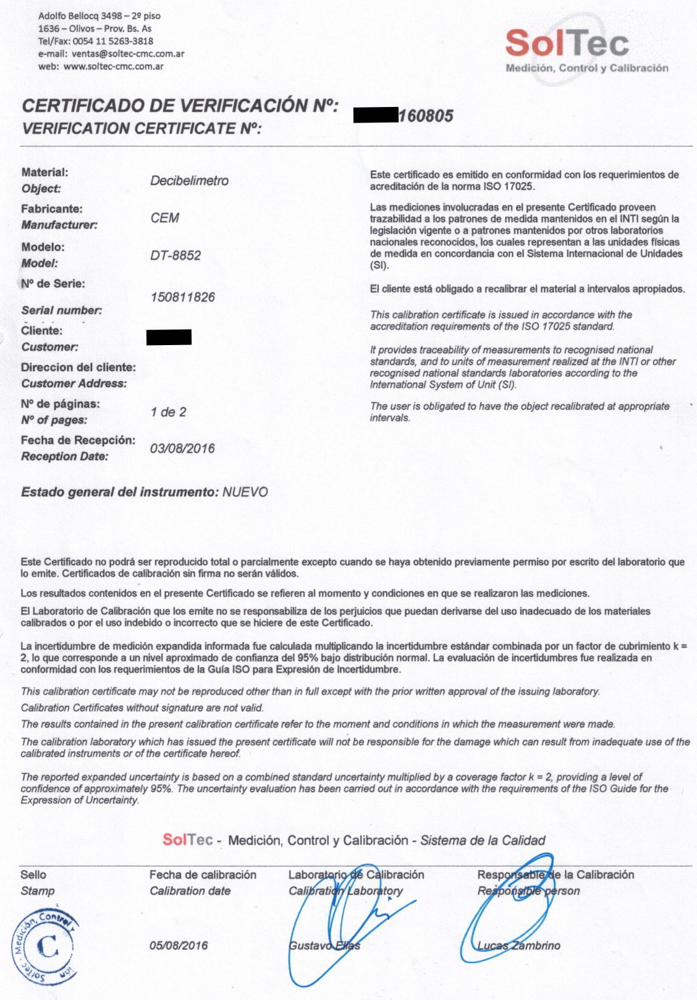 Adolfo Bellocq 3498 – 2º piso
1636 – Olivos – Prov. Bs. As
Tel/Fax: 0054 11 5263-3818
e-mail: ventas@soltec-cmc.com.ar
web: www.soltec-cmc.com.ar
SolTec
Medición, Control y Calibración
CERTIFICADO DE VERIFICACIÓN Nº:
160805
VERIFICATION CERTIFICATE Nº:
Material:
Object:
Decibelimetro
Fabricante:
Manufacturer:
CEM
Modelo:
Model:
DT-8852
Nº de Serie:
150811826
Serial number:
Cliente:
Customer:
Direccion del cliente:
Customer Address:
Nº de páginas:
Nº of pages:
1 de 2
Fecha de Recepción:
Reception Date:
03/08/2016
Este certificado es emitido en conformidad con los requerimientos de
acreditación de la norma ISO 17025.
Las mediciones involucradas en el presente Certificado proveen
trazabilidad a los patrones de medida mantenidos en el INTI según la
legislación vigente o a patrones mantenidos por otros laboratorios
nacionales reconocidos, los cuales representan a las unidades físicas
de medida en concordancia con el Sistema Internacional de Unidades
(SI).
El cliente está obligado a recalibrar el material a intervalos apropiados.
This calibration certificate is issued in accordance with the
accreditation requirements of the ISO 17025 standard.
It provides traceability of measurements to recognised national
standards, and to units of measurement realized at the INTI or other
recognised national standards laboratories according to the
International System of Unit (SI).
The user is obligated to have the object recalibrated at appropriate
intervals.
Estado general del instrumento: NUEVO
Este Certificado no podrá ser reproducido total o parcialmente excepto cuando se haya obtenido previamente permiso por escrito del laboratorio que
lo emite. Certificados de calibración sin firma no serán válidos.
Los resultados contenidos en el presente Certificado se refieren al momento y condiciones en que se realizaron las mediciones.
El Laboratorio de Calibración que los emite no se responsabiliza de los perjuicios que puedan derivarse del uso inadecuado de los materiales
calibrados o por el uso indebido o incorrecto que se hiciere de este Certificado.
La incertidumbre de medición expandida informada fue calculada multiplicando la incertidumbre estándar combinada por un factor de cubrimiento k =
2, lo que corresponde a un nivel aproximado de confianza del 95% bajo distribución normal. La evaluación de incertidumbres fue realizada en
conformidad con los requerimientos de la Guía ISO para Expresión de Incertidumbre.
This calibration certificate may not be reproduced other than in full except with the prior written approval of the issuing laboratory.
Calibration Certificates without signature are not valid.
The results contained in the present calibration certificate refer to the moment and conditions in which the measurement were made.
The calibration laboratory which has issued the present certificate will not be responsible for the damage which can result from inadequate use of the
calibrated instruments or of the certificate hereof.
The reported expanded uncertainty is based on a combined standard uncertainty multiplied by a coverage factor k = 2, providing a level of
confidence of approximately 95%. The uncertainty evaluation has been carried out in accordance with the requirements of the ISO Guide for the
Expression of Uncertainty.
SolTec - Medición, Control y Calibración - Sistema de la Calidad
Sello
Stamp
Fecha de calibración
Calibration date
Laboratorio de Calibración
Calibration Laboratory
Responsable de la Calibración
Responsible person
SolTec - Medición, Control y
C
05/08/2016
Gustavo Elias
Lucas Zambrino